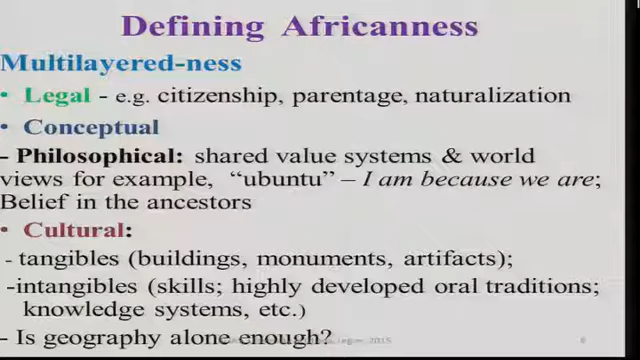 Defining Africanness
Multilayered-ness
• Legal - e.g. citizenship, parentage, naturalization
• Conceptual
- Philosophical: shared value systems & world
views for example, “ubuntu” – I am because we are;
Belief in the ancestors
• Cultural:
- tangibles (buildings, monuments, artifacts);
-intangibles (skills; highly developed oral traditions;
knowledge systems, etc.)
- Is geography alone enough?
2015
6